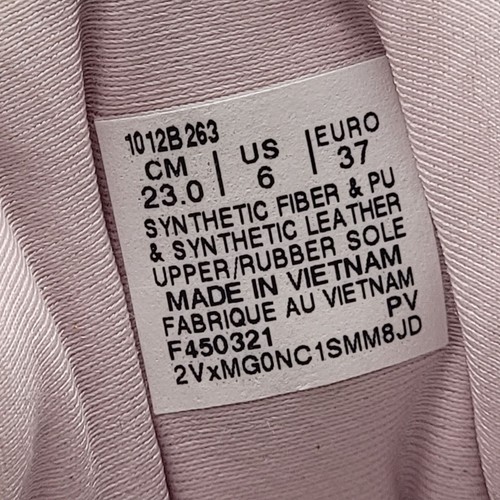 1012B263
CM | US | EURO
23.0 | 6 | 37
SYNTHETIC FIBER & PU
& SYNTHETIC LEATHER
UPPER/RUBBER SOLE
MADE IN VIETNAM
FABRIQUE AU VIETNAM
F450321 PV
2VxMG0NC1SMM8JD